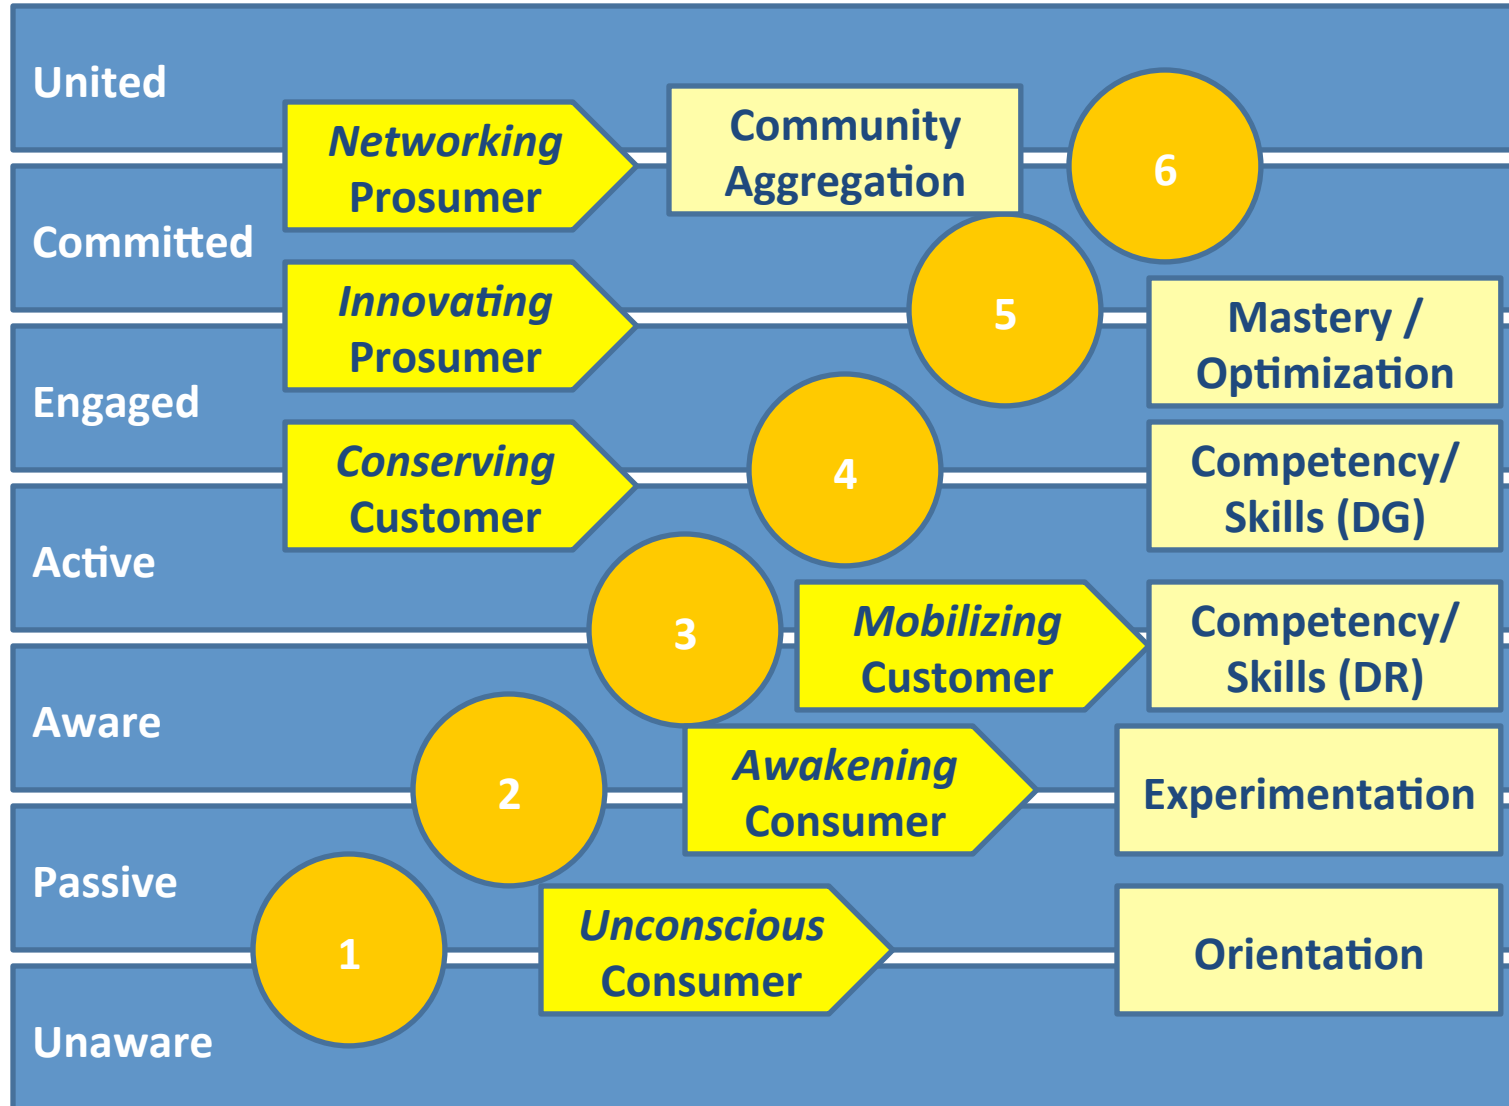 United
Networking
Prosumer
Community
Aggregation
6
Committed
Innovating
Prosumer
5
Mastery /
Optimization
Engaged
Conserving
Customer
4
Competency/
Skills (DG)
Active
3
Mobilizing
Customer
Competency/
Skills (DR)
Aware
2
Awakening
Consumer
Experimentation
Passive
1
Unconscious
Consumer
Orientation
Unaware